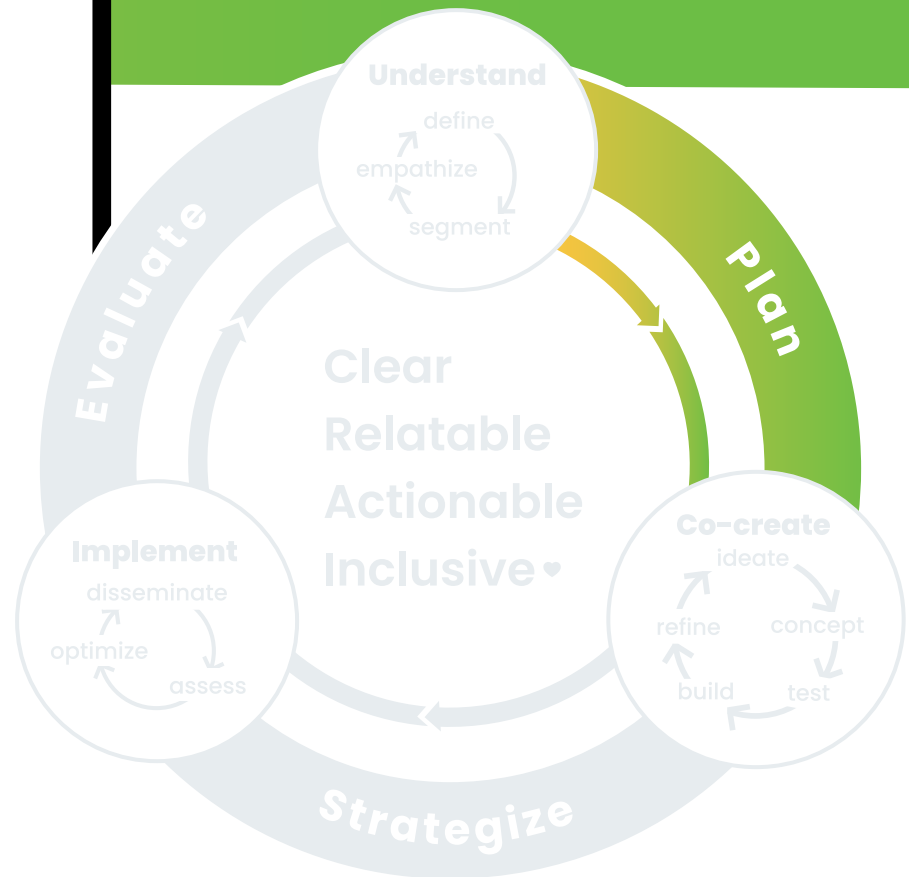 Understand
define
empathize
segment
Evaluate
Plan
Clear
Relatable
Actionable
Inclusive
Implement
disseminate
optimize
assess
Co-create
ideate
refine
concept
build
test
Strategize